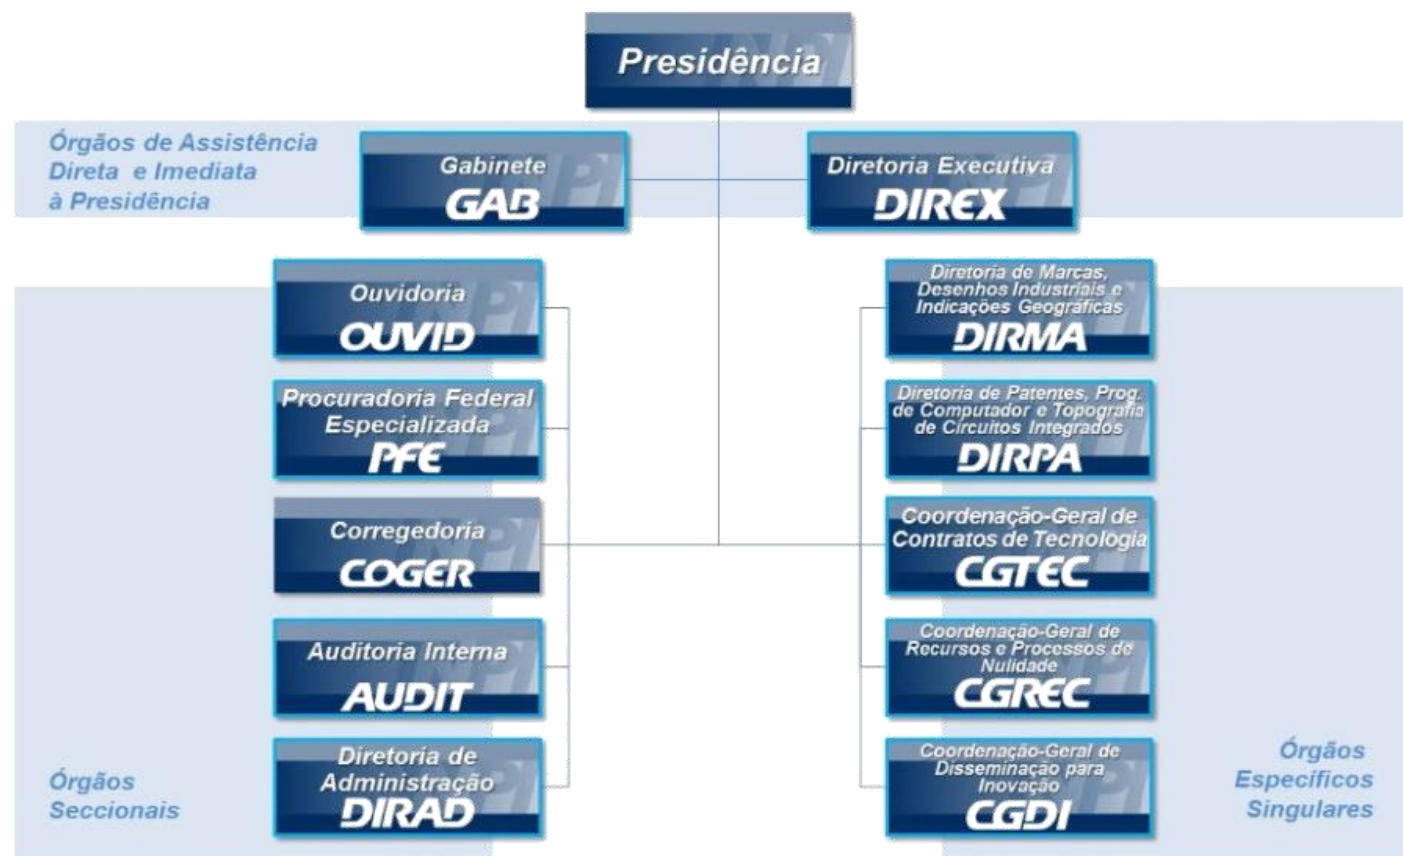 Presidência
Órgãos de Assistência
Direta e Imediata
à Presidência
Gabinete
GAB
Diretoria Executiva
DIREX
Ouvidoria
OUVID
Procuradoria Federal
Especializada
PFE
Corregedoria
COGER
Auditoria Interna
AUDIT
Diretoria de
Administração
DIRAD
Órgãos
Seccionais
Diretoria de Marcas,
Desenhos Industriais e
Indicações Geográficas
DIRMA
Diretoria de Patentes, Prog.
de Computador e Topografia
de Circuitos Integrados
DIRPA
Coordenação-Geral de
Contratos de Tecnologia
CGTEC
Coordenação-Geral de
Recursos e Processos de
Nulidade
CGREC
Coordenação-Geral de
Disseminação para
Inovação
CGDI
Órgãos
Específicos
Singulares